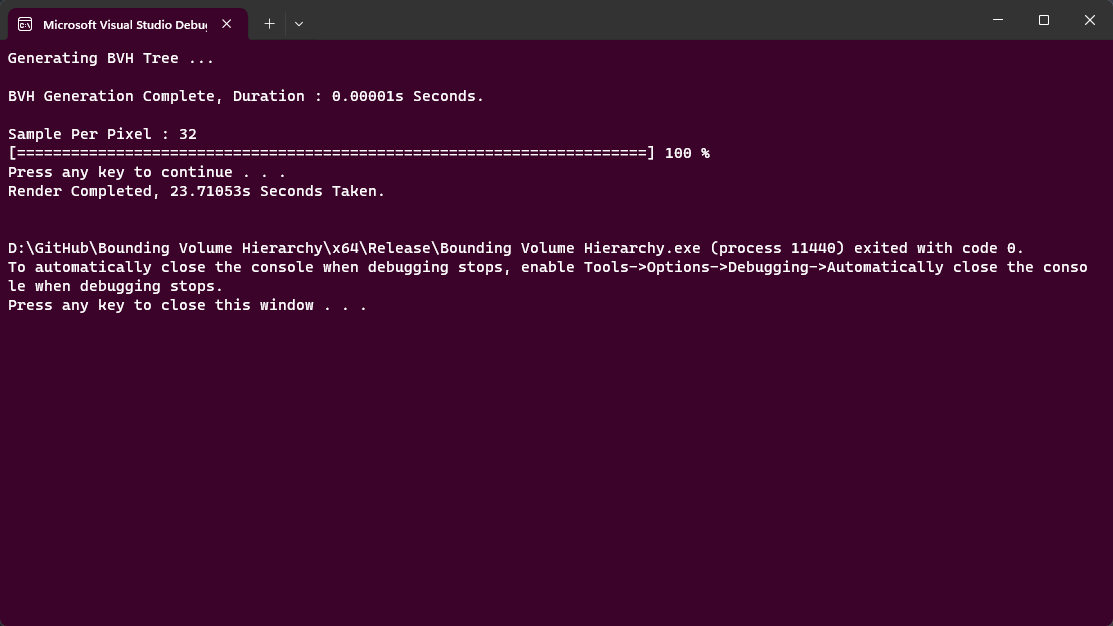 Microsoft Visual Studio Debug
Generating BVH Tree ...
BVH Generation Complete, Duration : 0.00001s Seconds.
Sample Per Pixel : 32
[======================================================================] 100 %
Press any key to continue . . .
Render Completed, 23.71053s Seconds Taken.
D:\GitHub\Bounding Volume Hierarchy\x64\Release\Bounding Volume Hierarchy.exe (process 11440) exited with code 0.
To automatically close the console when debugging stops, enable Tools->Options->Debugging->Automatically close the conso
le when debugging stops.
Press any key to close this window . . .